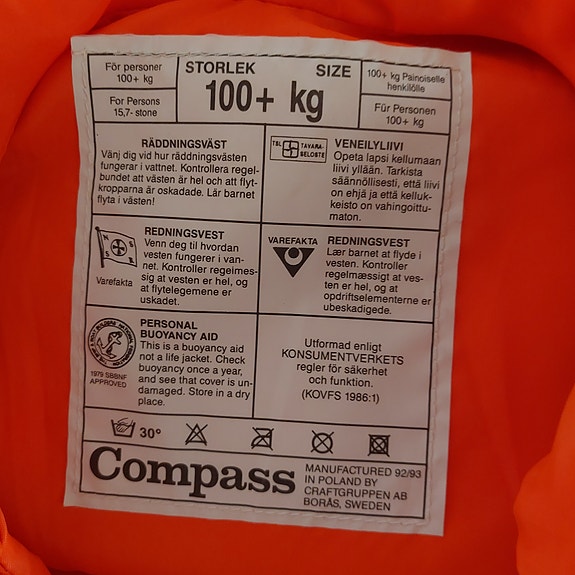 För personer
100+ kg
For Persons
15,7- stone
STORLEK SIZE
100+ kg
100+ kg Painoiselle
henkilölle
Für Personen
100+ kg
RÄDDNINGSVÄST
Vänj dig vid hur räddningsvästen
fungerar i vattnet. Kontrollera regel-
bundet att västen är hel och att flyt-
kropparna är oskadade. Lär barnet
flyta i västen!
TSL TAVARA-
SELOSTE
VENEILYLIIVI
Opeta lapsi kellumaan
liivi yllään. Tarkista
säännöllisesti, että liivi
on ehjä ja että kelluk-
keisto on vahingoittu-
maton.
N S
S K
Varefakta
REDNINGSVEST
Venn deg til hvordan
vesten fungerer i van-
net. Kontroller regelmes-
sig at vesten er hel, og
at flytelegemene er
uskadet.
VAREFAKTA
REDNINGSVEST
Lær barnet at flyde i
vesten. Kontroller
regelmæssigt at ves-
ten er hel, og at
opdriftselementerne er
ubeskadigede.
1979 SBBNF
APPROVED
PERSONAL
BUOYANCY AID
This is a buoyancy aid
not a life jacket. Check
buoyancy once a year,
and see that cover is un-
damaged. Store in a dry
place.
Utformad enligt
KONSUMENTVERKETS
regler för säkerhet
och funktion.
(KOVFS 1986:1)
30°
Compass
MANUFACTURED 92/93
IN POLAND BY
CRAFTGRUPPEN AB
BORÅS, SWEDEN